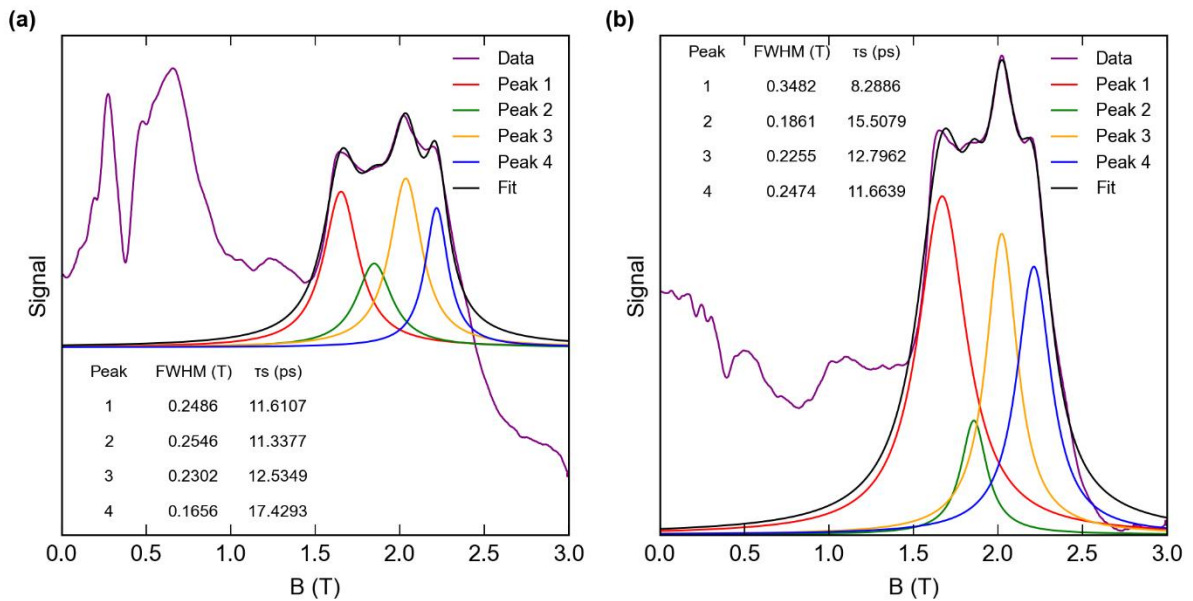 (a)
Data
Peak 1
Peak 2
Peak 3
Peak 4
Fit
Signal
Peak FWHM (T) τs (ps)
1 0.2486 11.6107
2 0.2546 11.3377
3 0.2302 12.5349
4 0.1656 17.4293
0.0 0.5 1.0 1.5 2.0 2.5 3.0
B (T)
(b)
Peak FWHM (T) τs (ps)
1 0.3482 8.2886
2 0.1861 15.5079
3 0.2255 12.7962
4 0.2474 11.6639
Data
Peak 1
Peak 2
Peak 3
Peak 4
Fit
Signal
0.0 0.5 1.0 1.5 2.0 2.5 3.0
B (T)